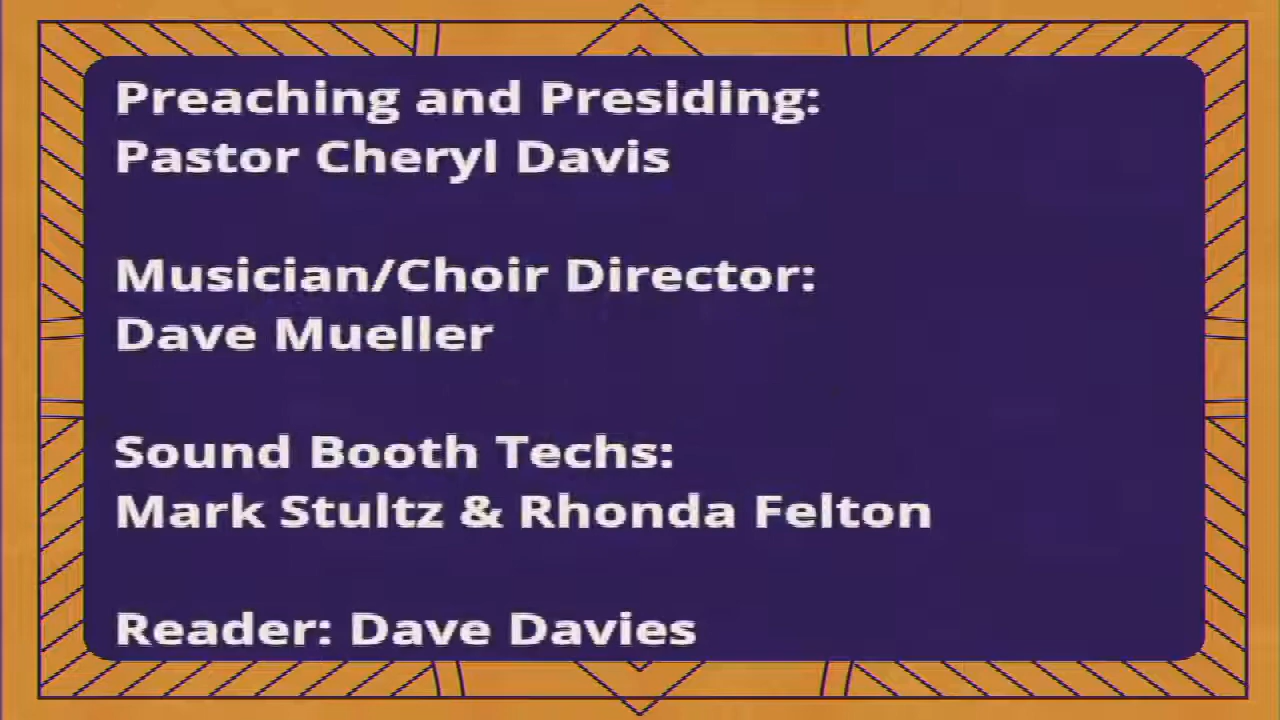 Preaching and Presiding:
Pastor Cheryl Davis
Musician/Choir Director:
Dave Mueller
Sound Booth Techs:
Mark Stultz & Rhonda Felton
Reader: Dave Davies